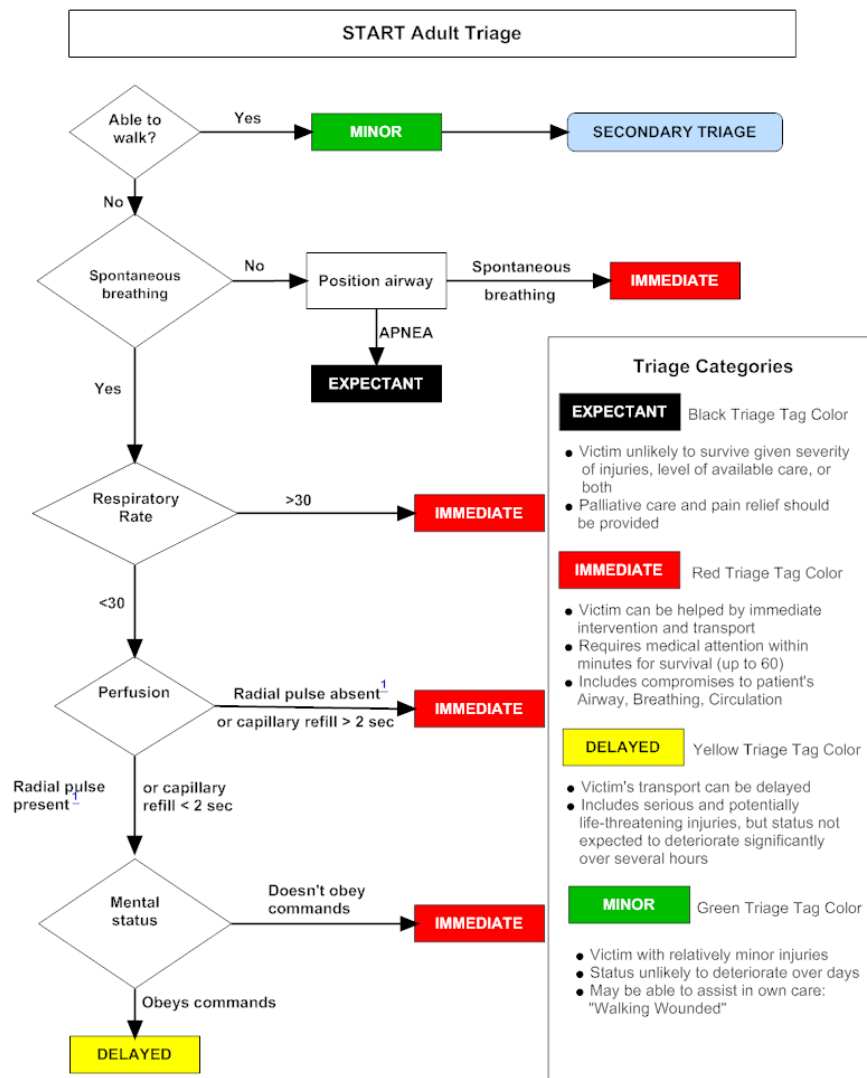 START Adult Triage
Able to
walk?
Yes
MINOR
SECONDARY TRIAGE
No
Spontaneous
breathing
No
Position airway
Spontaneous
breathing
IMMEDIATE
APNEA
EXPECTANT
Yes
Respiratory
Rate
>30
IMMEDIATE
<30
Perfusion
Radial pulse absent1
or capillary refill > 2 sec
IMMEDIATE
Radial pulse
present1
or capillary
refill < 2 sec
Mental
status
Doesn't obey
commands
IMMEDIATE
Obeys commands
DELAYED
Triage Categories
EXPECTANT Black Triage Tag Color
● Victim unlikely to survive given severity
of injuries, level of available care, or
both
● Palliative care and pain relief should
be provided
IMMEDIATE Red Triage Tag Color
● Victim can be helped by immediate
intervention and transport
● Requires medical attention within
minutes for survival (up to 60)
● Includes compromises to patient's
Airway, Breathing, Circulation
DELAYED Yellow Triage Tag Color
● Victim's transport can be delayed
● Includes serious and potentially
life-threatening injuries, but status not
expected to deteriorate significantly
over several hours
MINOR Green Triage Tag Color
● Victim with relatively minor injuries
● Status unlikely to deteriorate over days
● May be able to assist in own care:
"Walking Wounded"